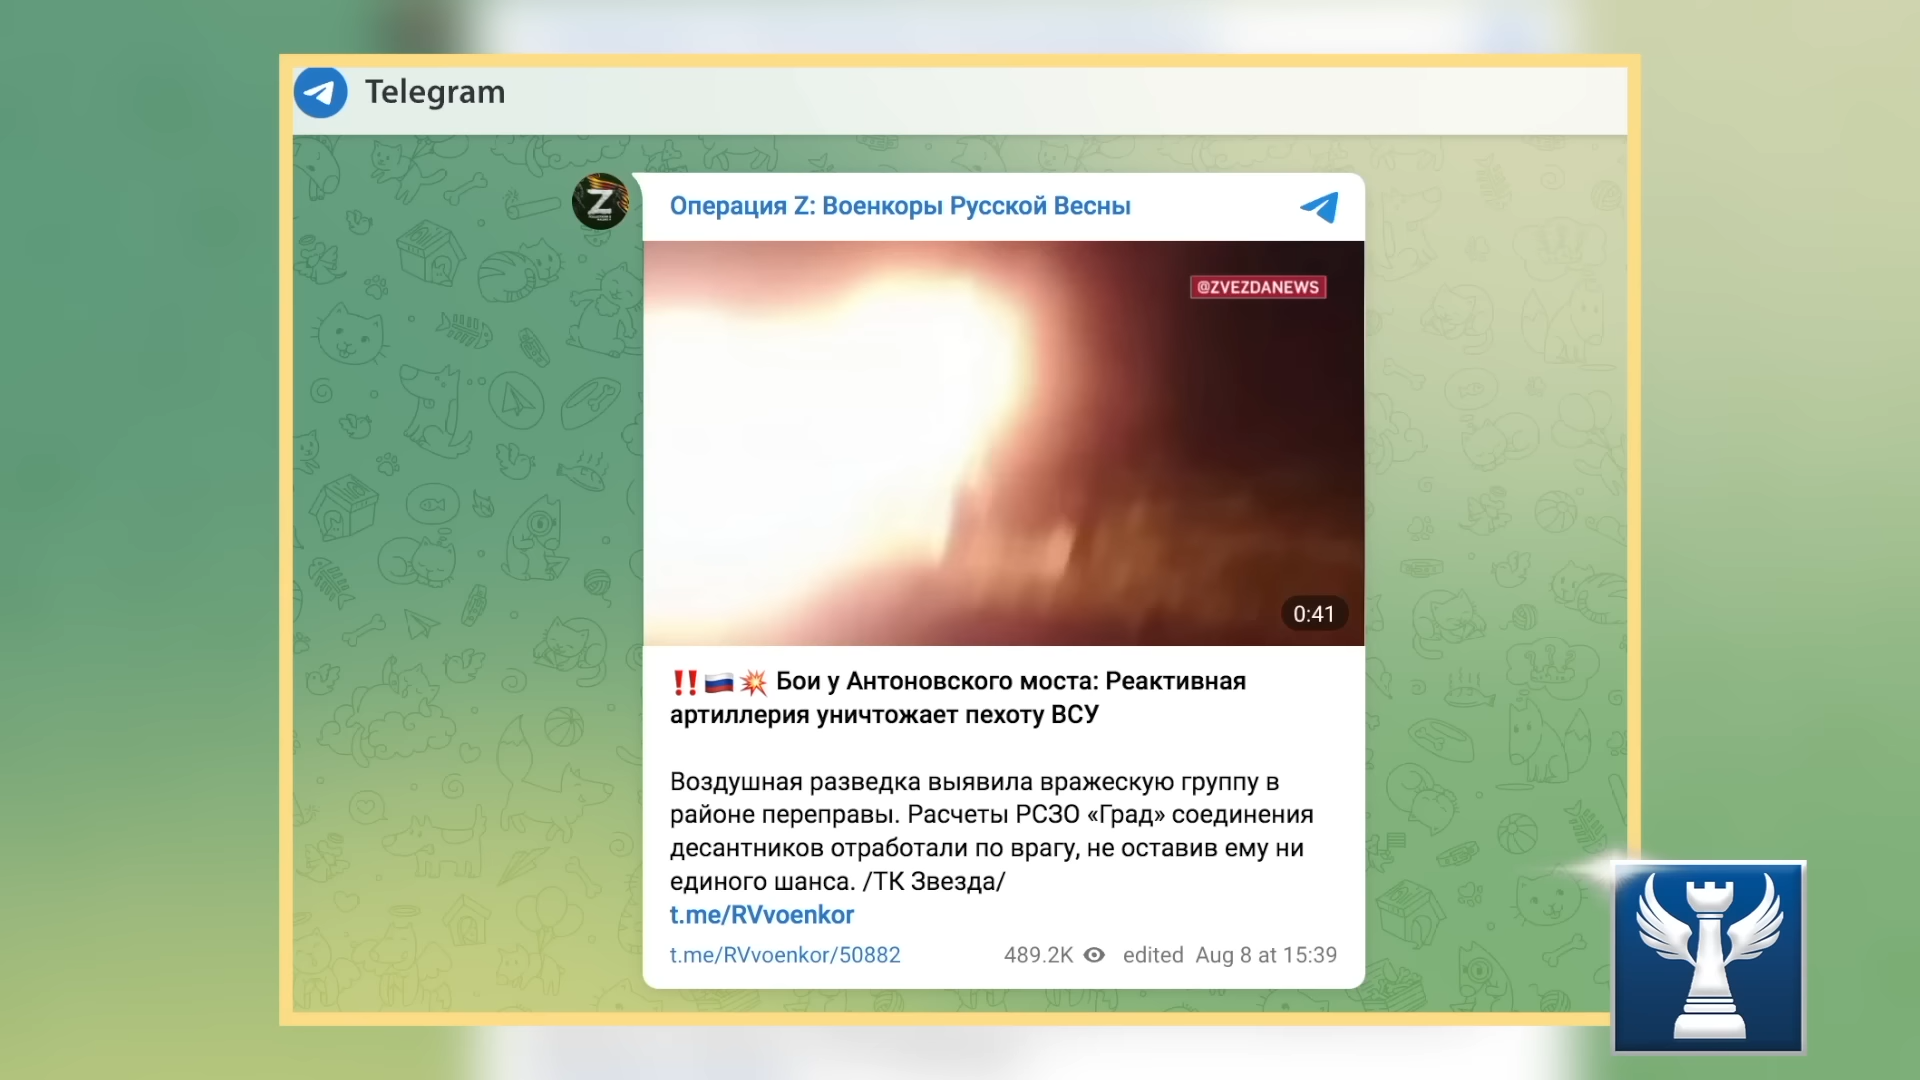 Telegram
Операция Z: Военкоры Русской Весны
Z
@ZVEZDANEWS
0:41
‼️🇷🇺💥 Бои у Антоновского моста: Реактивная
артиллерия уничтожает пехоту ВСУ
Воздушная разведка выявила вражескую группу в
районе переправы. Расчеты РСЗО «Град» соединения
десантников отработали по врагу, не оставив ему ни
единого шанса. /ТК Звезда/
t.me/RVvoenkor
t.me/RVvoenkor/50882 489.2K edited Aug 8 at 15:39